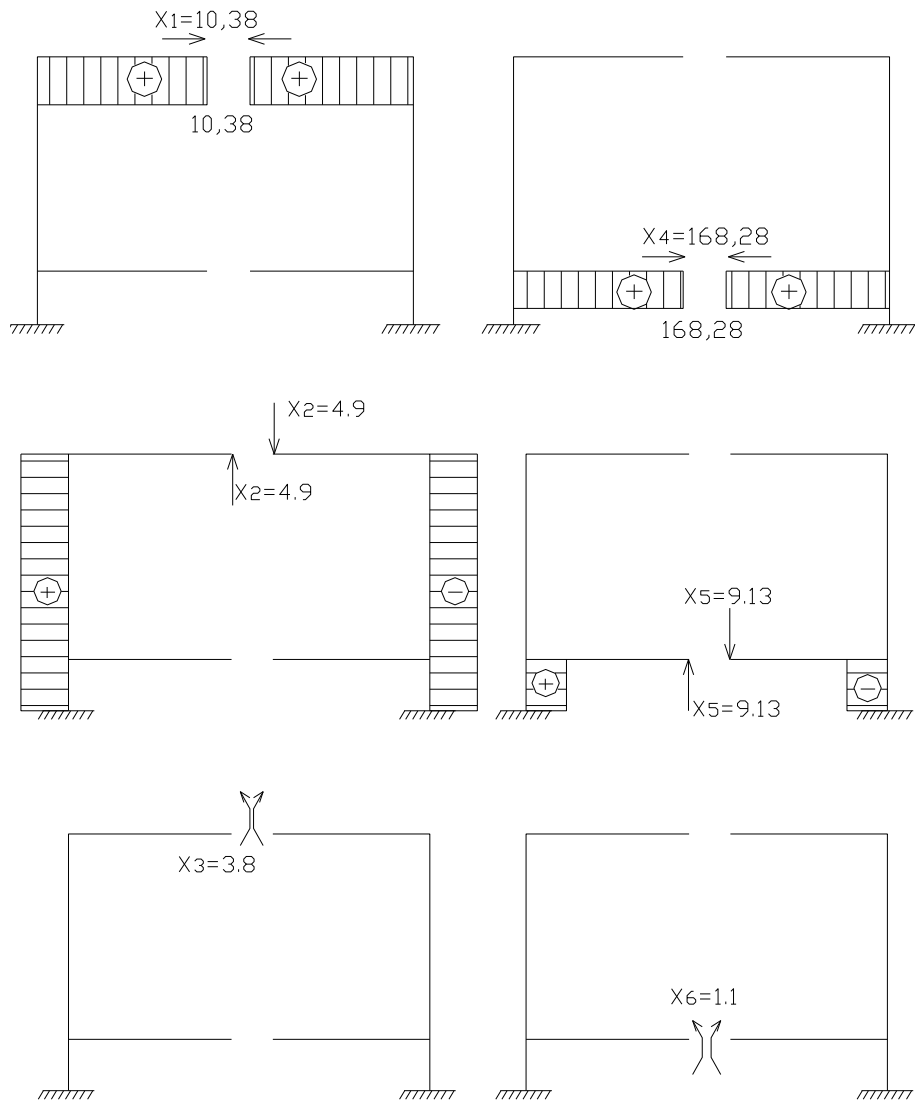 X1=10,38
10,38
X4=168,28
168,28
X2=4.9
X2=4.9
X5=9.13
X5=9.13
X3=3.8
X6=1.1